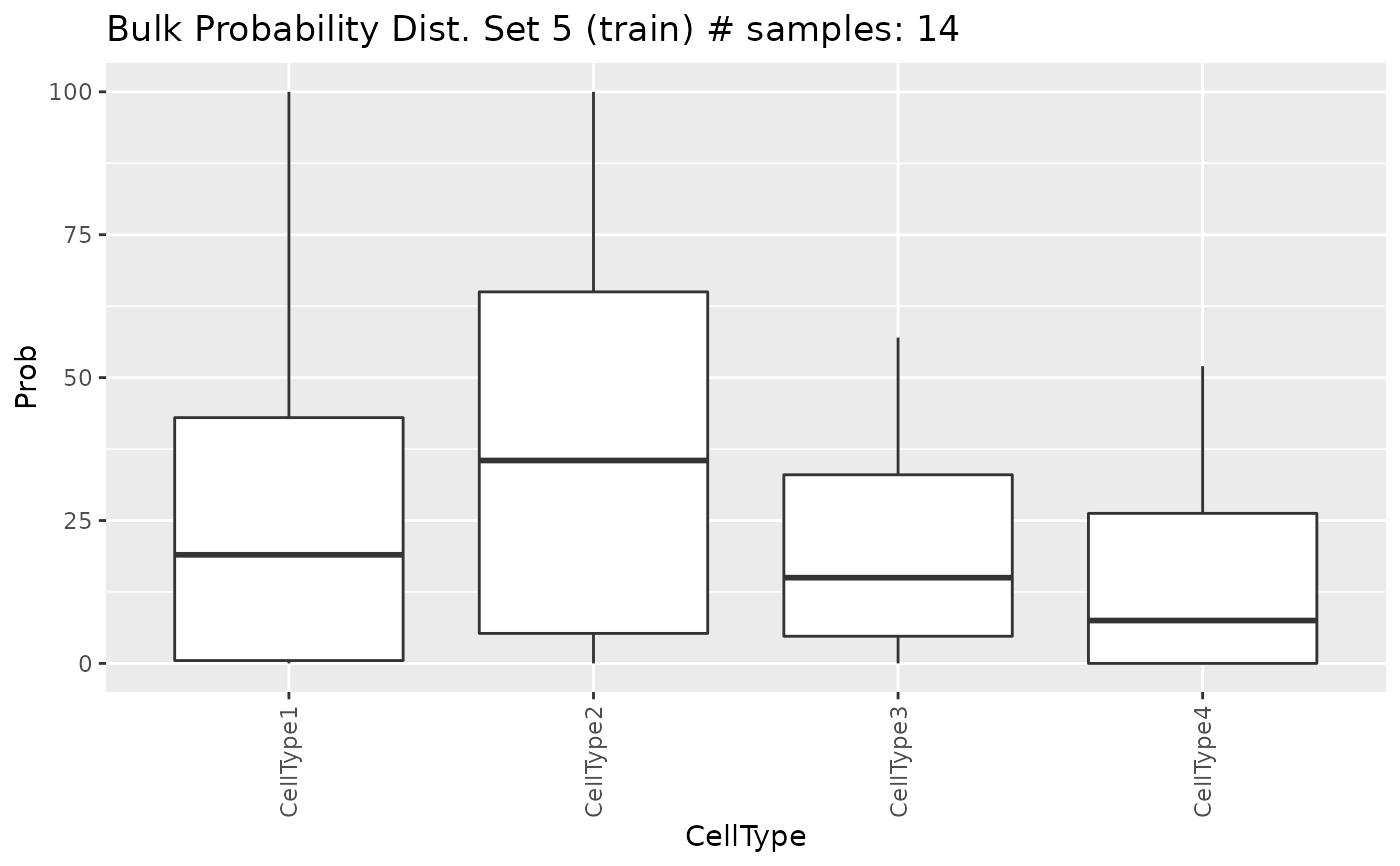 Bulk Probability Dist. Set 5 (train) # samples: 14
100
75
50
25
0
Prob
CellType1
CellType2
CellType3
CellType4
CellType